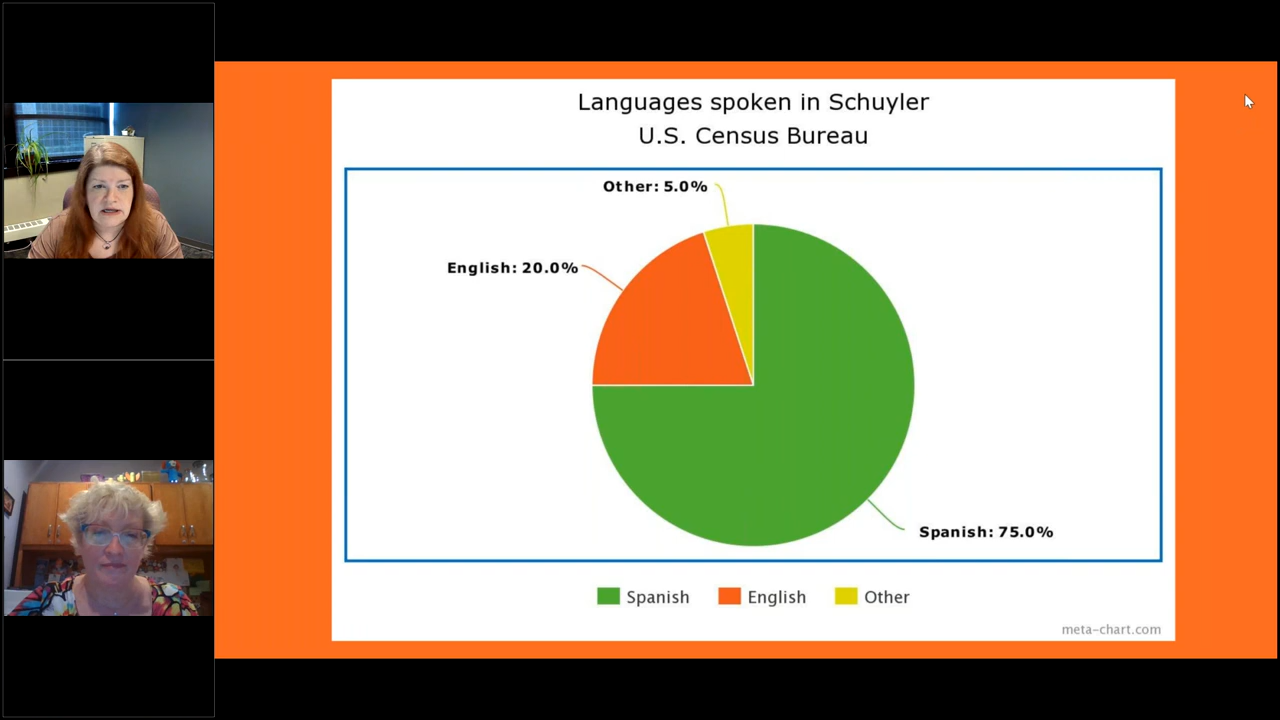 Languages spoken in Schuyler
U.S. Census Bureau
Other: 5.0%
English: 20.0%
Spanish: 75.0%
Spanish English Other
meta-chart.com